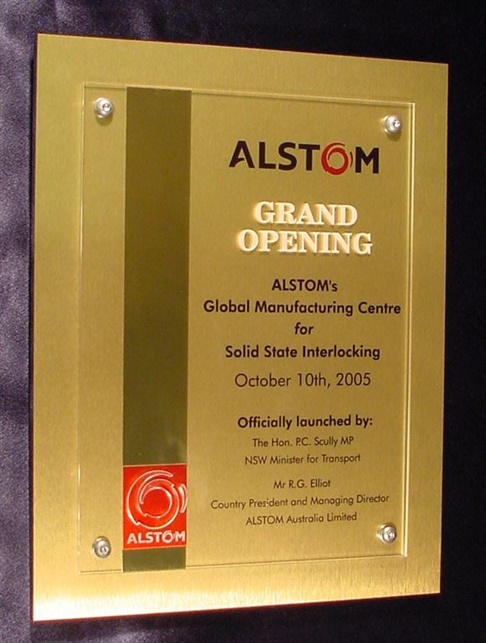 ALSTOM
GRAND
OPENING
ALSTOM's
Global Manufacturing Centre
for
Solid State Interlocking
October 10th, 2005
Officially launched by:
The Hon. P.C. Scully MP
NSW Minister for Transport
Mr R.G. Elliot
Country President and Managing Director
ALSTOM Australia Limited
ALSTOM